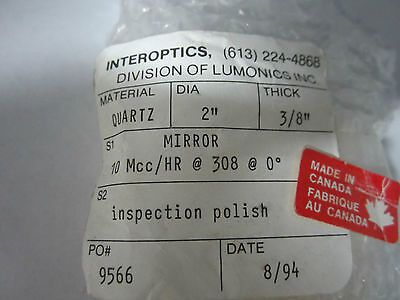 INTEROPTICS, (613) 224-4868
DIVISION OF LUMONICS INC.
MATERIAL DIA THICK
QUARTZ 2" 3/8"
S1 MIRROR
10 Mcc/HR @ 308 @ 0°
S2
inspection polish
PO# DATE
9566 8/94
MADE IN
CANADA
FABRIQUÉ
AU CANADA